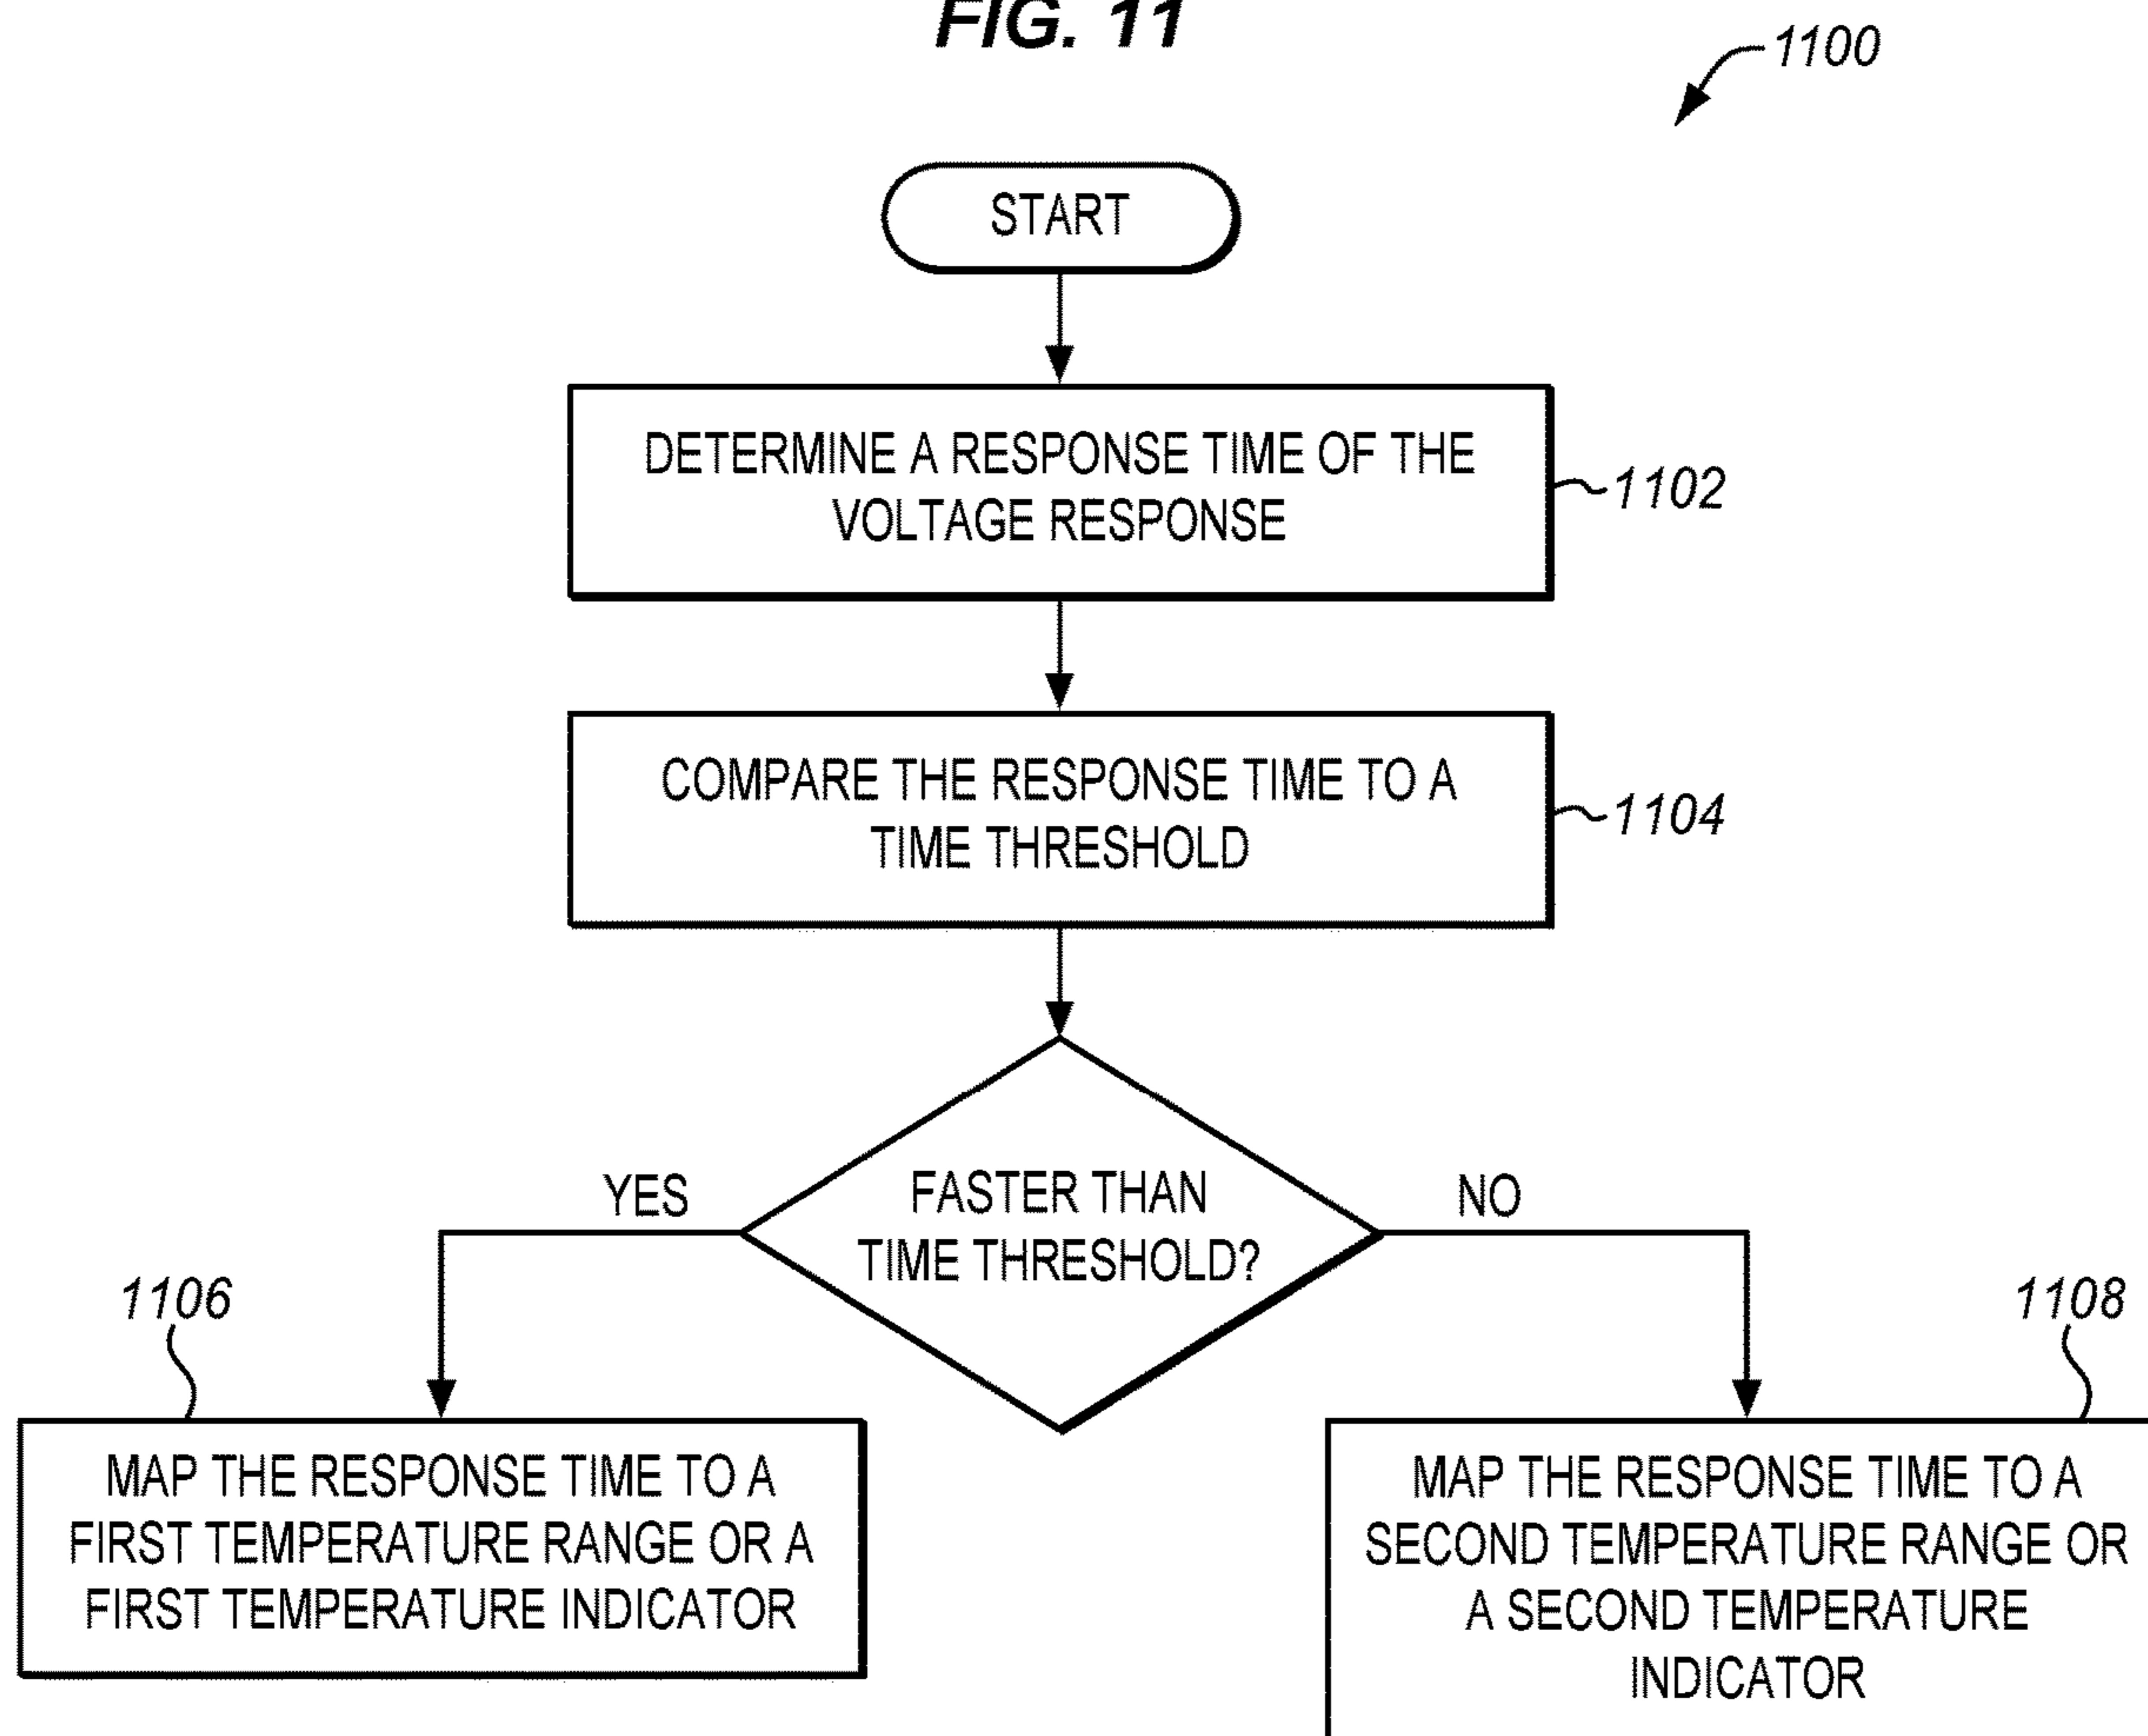 FIG. 11
1100
START
DETERMINE A RESPONSE TIME OF THE
VOLTAGE RESPONSE
1102
COMPARE THE RESPONSE TIME TO A
TIME THRESHOLD
1104
FASTER THAN
TIME THRESHOLD?
YES
NO
1106
MAP THE RESPONSE TIME TO A
FIRST TEMPERATURE RANGE OR A
FIRST TEMPERATURE INDICATOR
1108
MAP THE RESPONSE TIME TO A
SECOND TEMPERATURE RANGE OR
A SECOND TEMPERATURE
INDICATOR